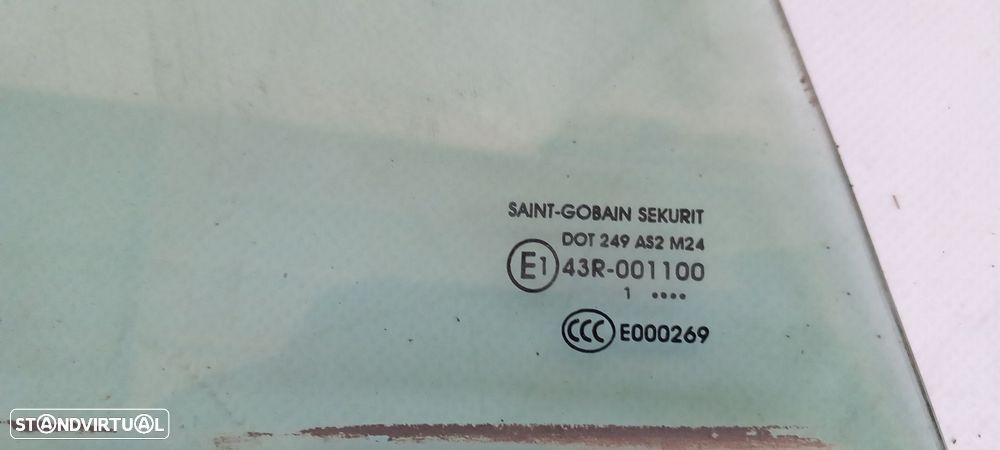 SAINT-GOBAIN SEKURIT
DOT 249 AS2 M24
E1 43R-001100
1 ••••
CCC E000269
STANDVIRTUAL